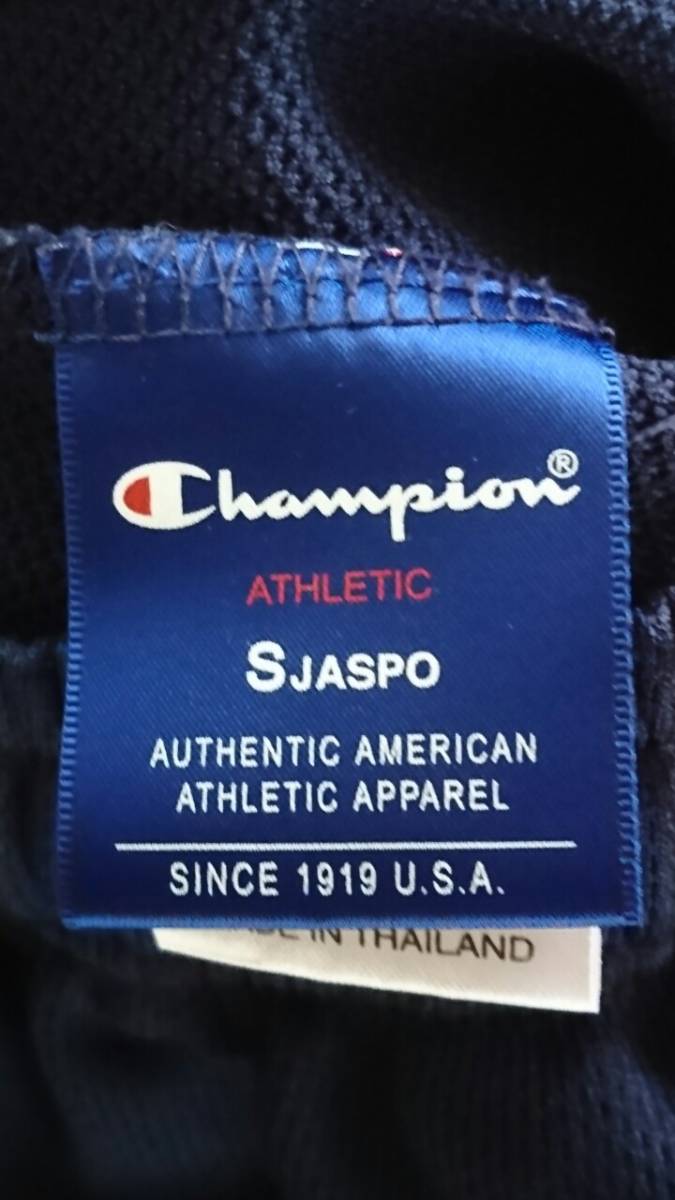 Champion®
ATHLETIC
SJASPO
AUTHENTIC AMERICAN
ATHLETIC APPAREL
SINCE 1919 U.S.A.
IN THAILAND